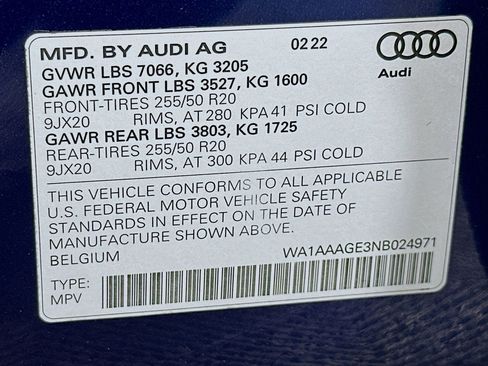 MFD. BY AUDI AG 02 22
GVWR LBS 7066, KG 3205
GAWR FRONT LBS 3527, KG 1600
FRONT-TIRES 255/50 R20
9JX20 RIMS, AT 280 KPA 41 PSI COLD
GAWR REAR LBS 3803, KG 1725
REAR-TIRES 255/50 R20
9JX20 RIMS, AT 300 KPA 44 PSI COLD
Audi
THIS VEHICLE CONFORMS TO ALL APPLICABLE
U.S. FEDERAL MOTOR VEHICLE SAFETY
STANDARDS IN EFFECT ON THE DATE OF
MANUFACTURE SHOWN ABOVE.
BELGIUM
WA1AAAGE3NB024971
TYPE:
MPV